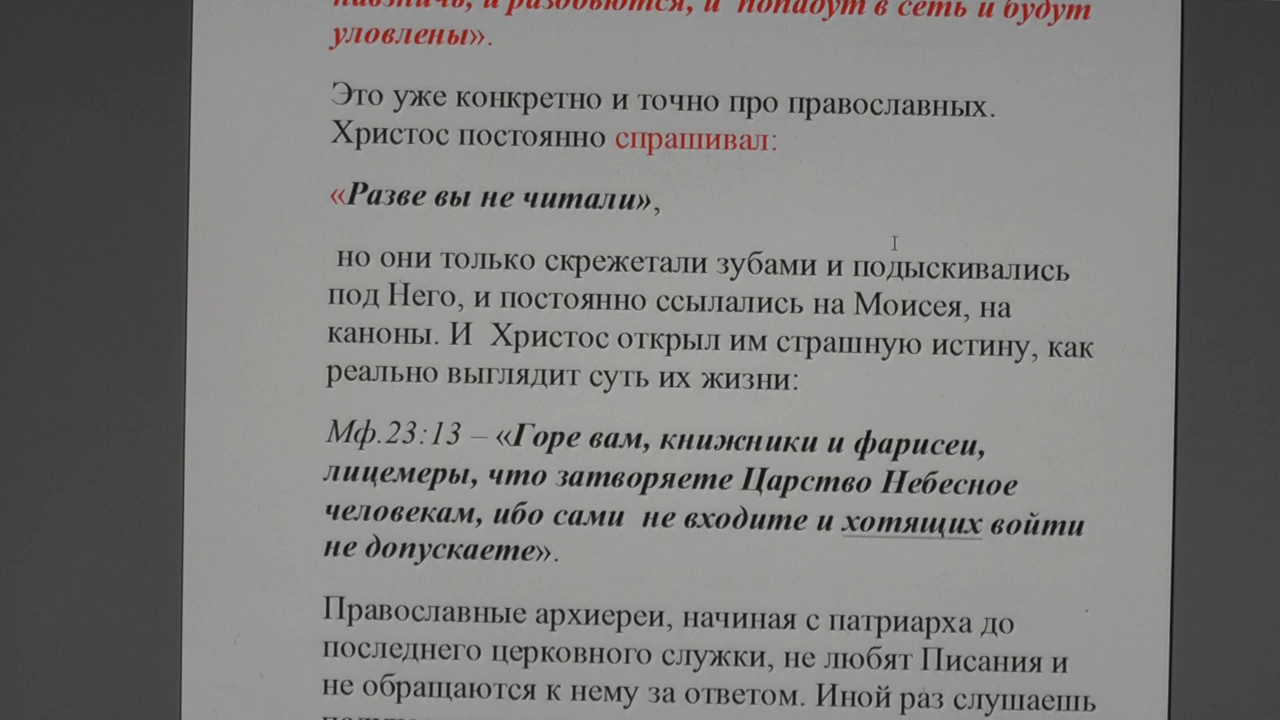 и разобьются, и попадут в сеть и будут
уловлены».
Это уже конкретно и точно про православных.
Христос постоянно спрашивал:
«Разве вы не читали»,
но они только скрежетали зубами и подыскивались
под Него, и постоянно ссылались на Моисея, на
каноны. И Христос открыл им страшную истину, как
реально выглядит суть их жизни:
Мф.23:13 – «Горе вам, книжники и фарисеи,
лицемеры, что затворяете Царство Небесное
человекам, ибо сами не входите и хотящих войти
не допускаете».
Православные архиереи, начиная с патриарха до
последнего церковного служки, не любят Писания и
не обращаются к нему за ответом. Иной раз слушаешь